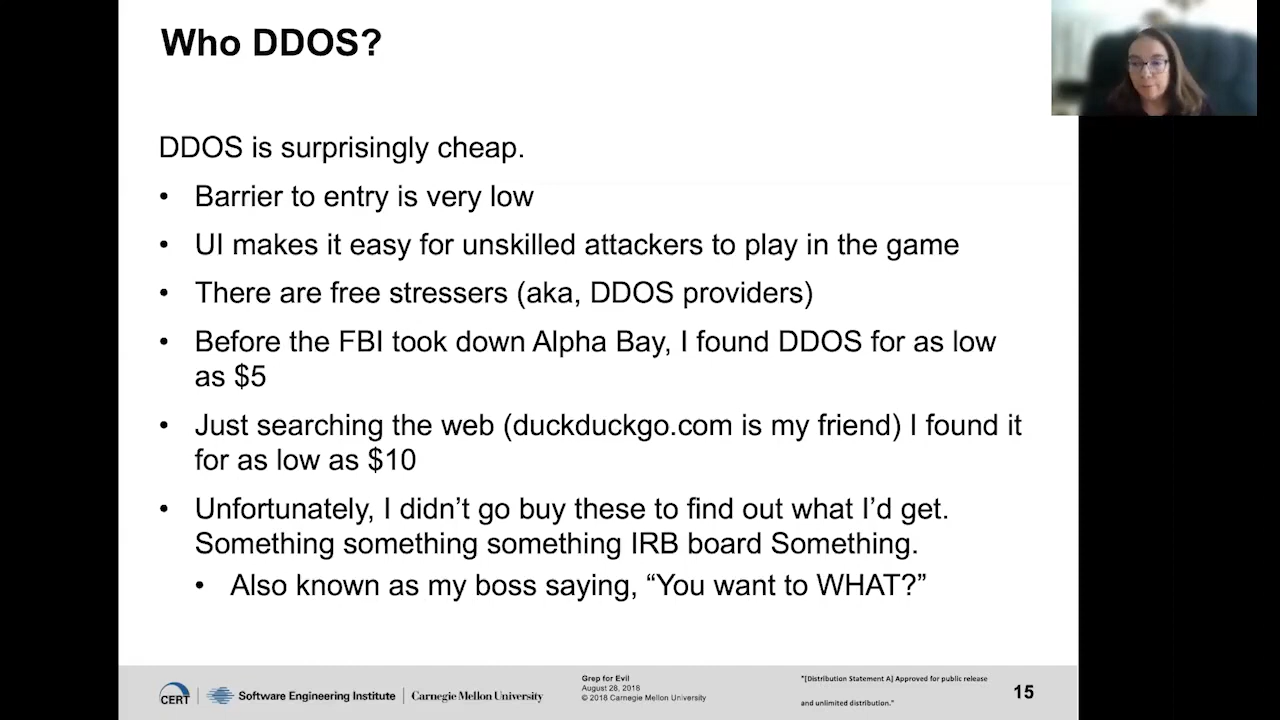 Who DDOS?
DDOS is surprisingly cheap.
• Barrier to entry is very low
• UI makes it easy for unskilled attackers to play in the game
• There are free stressers (aka, DDOS providers)
• Before the FBI took down Alpha Bay, I found DDOS for as low
as $5
• Just searching the web (duckduckgo.com is my friend) I found it
for as low as $10
• Unfortunately, I didn’t go buy these to find out what I’d get.
Something something something IRB board Something.
• Also known as my boss saying, “You want to WHAT?”
CERT | Software Engineering Institute | Carnegie Mellon University
Grep for Evil
August 28, 2018
© 2018 Carnegie Mellon University
"[Distribution Statement A] Approved for public release
and unlimited distribution."
15